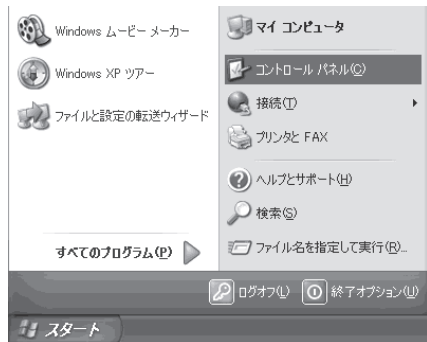 Windows ムービー メーカー
Windows XP ツアー
ファイルと設定の転送ウィザード
すべてのプログラム(P)
マイ コンピュータ
コントロール パネル(C)
接続(T)
プリンタと FAX
ヘルプとサポート(H)
検索(S)
ファイル名を指定して実行(R)...
ログオフ(L)
終了オプション(U)
スタート